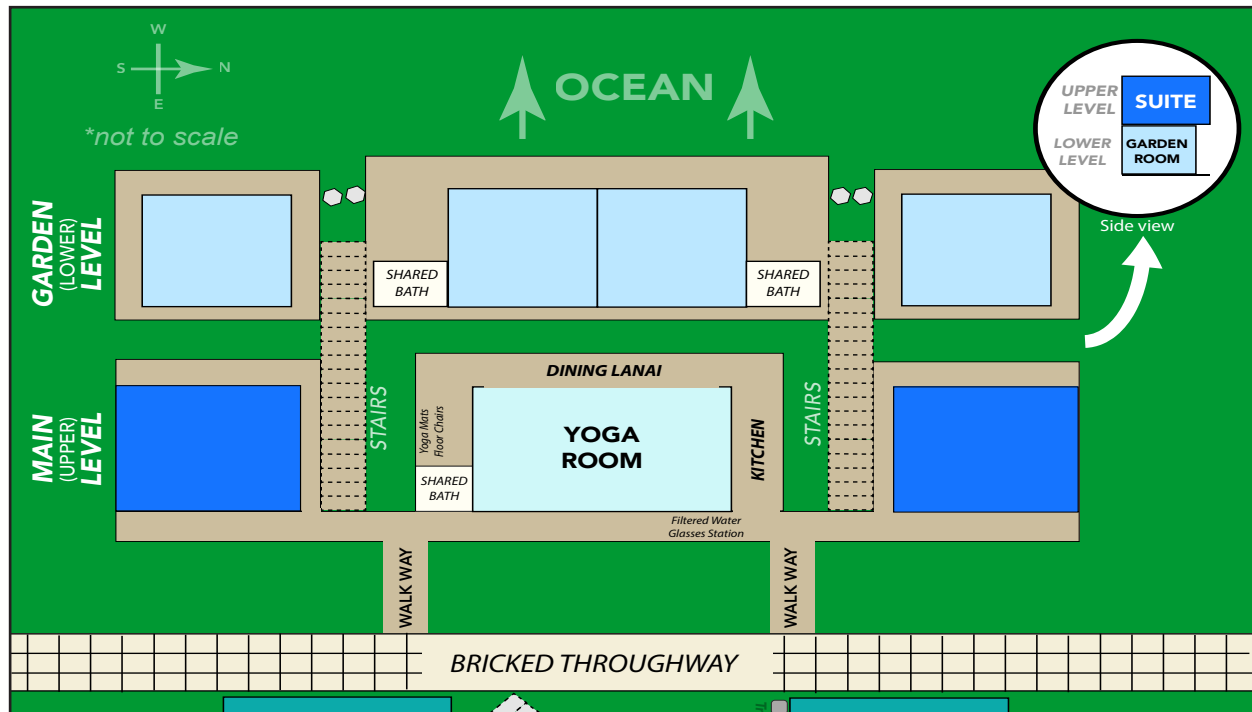 W
S
N
E
*not to scale
OCEAN
UPPER
LEVEL
SUITE
LOWER
LEVEL
GARDEN
ROOM
Side view
GARDEN
(LOWER)
LEVEL
SHARED
BATH
SHARED
BATH
MAIN
(UPPER)
LEVEL
STAIRS
DINING LANAI
Yoga Mats
Floor Chairs
YOGA
ROOM
KITCHEN
STAIRS
SHARED
BATH
Filtered Water
Glasses Station
WALK WAY
WALK WAY
BRICKED THROUGHWAY